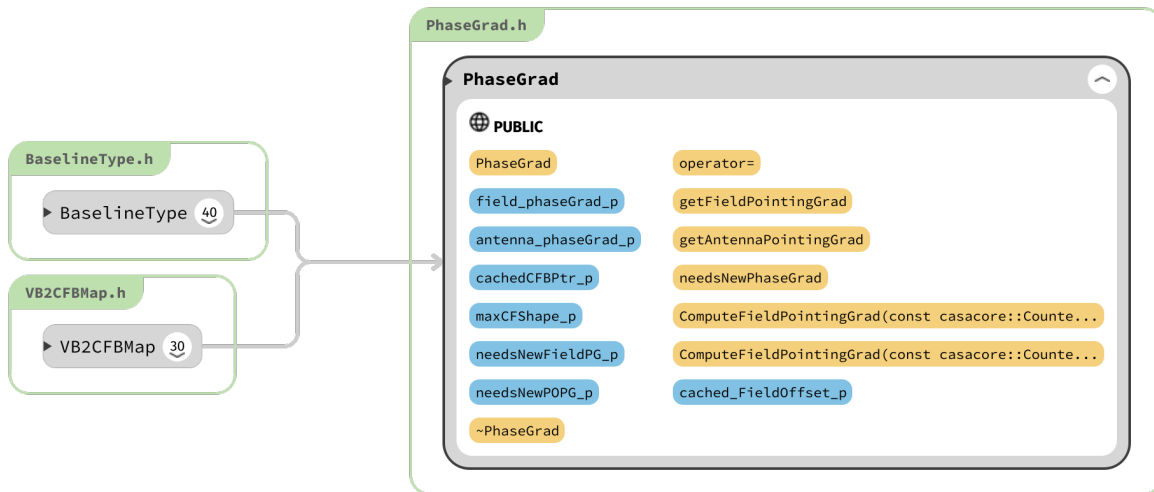 PhaseGrad.h
PhaseGrad
PUBLIC
PhaseGrad operator=
field_phaseGrad_p getFieldPointingGrad
antenna_phaseGrad_p getAntennaPointingGrad
cachedCFBPtr_p needsNewPhaseGrad
maxCFShape_p ComputeFieldPointingGrad(const casacore::Counte...
needsNewFieldPG_p ComputeFieldPointingGrad(const casacore::Counte...
needsNewPOPG_p cached_FieldOffset_p
~PhaseGrad
BaselineType.h
BaselineType 40
VB2CFBMap.h
VB2CFBMap 30